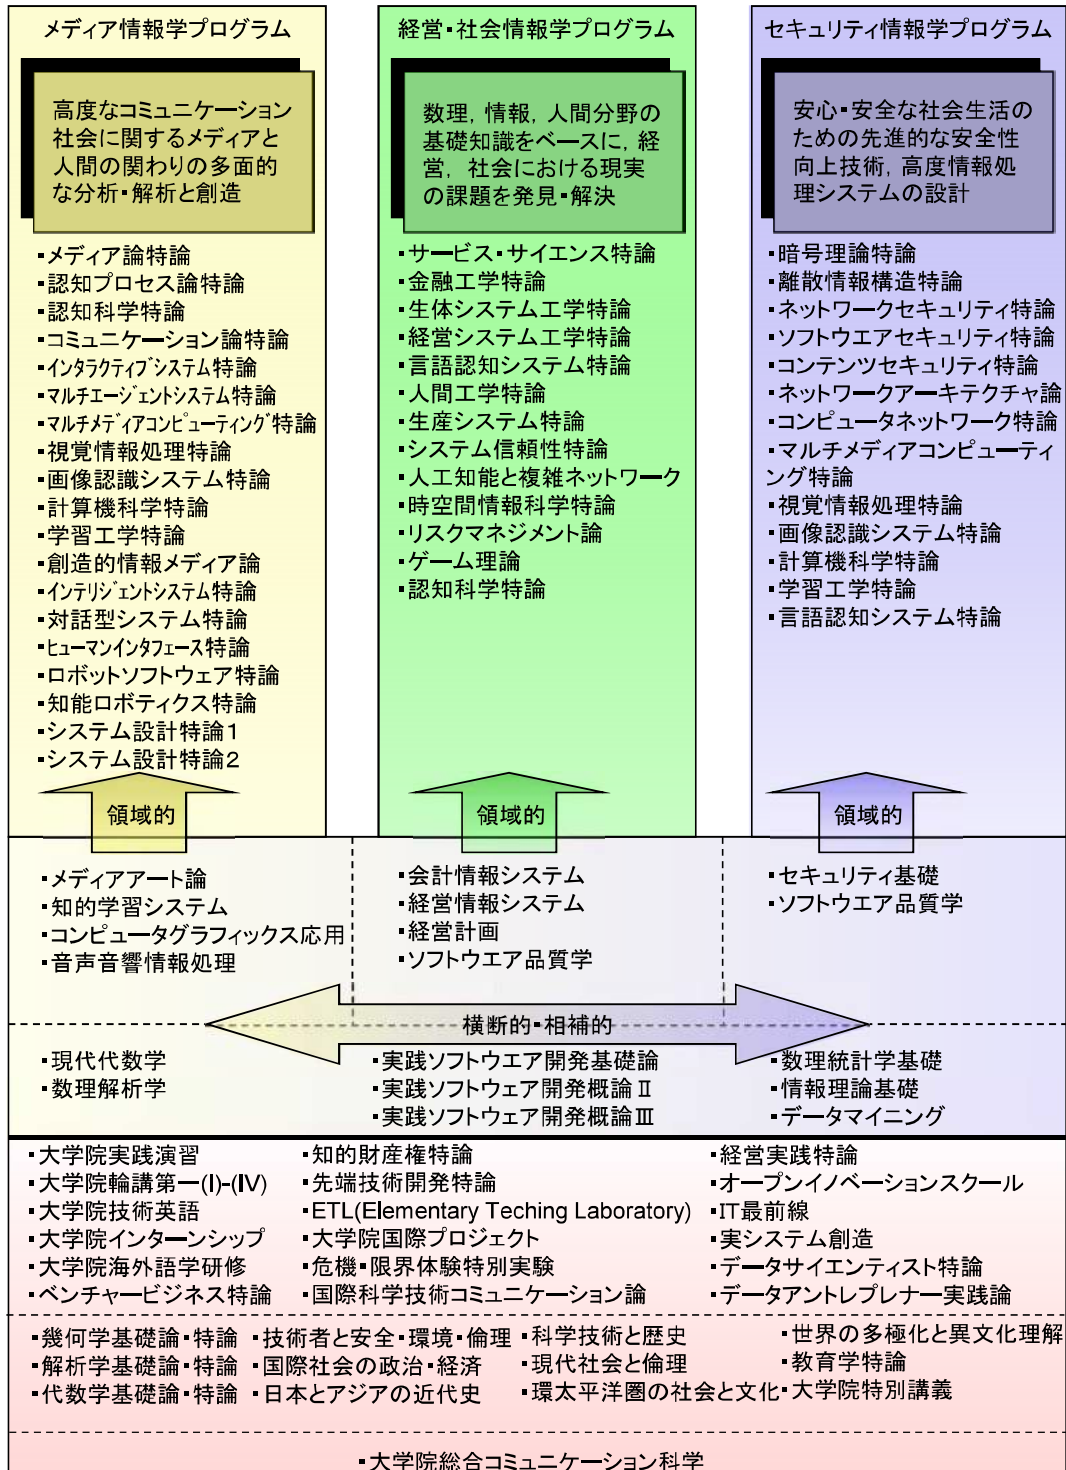 メディア情報学プログラム
高度なコミュニケーション
社会に関するメディアと
人間の関わりの多面的
な分析・解析と創造
・メディア論特論
・認知プロセス論特論
・認知科学特論
・コミュニケーション論特論
・インタラクティブシステム特論
・マルチエージェントシステム特論
・マルチメディアコンピューティング特論
・視覚情報処理特論
・画像認識システム特論
・計算機科学特論
・学習工学特論
・創造的情報メディア論
・インテリジェントシステム特論
・対話型システム特論
・ヒューマンインタフェース特論
・ロボットソフトウェア特論
・知能ロボティクス特論
・システム設計特論1
・システム設計特論2
領域的
経営・社会情報学プログラム
数理, 情報, 人間分野の
基礎知識をベースに, 経
営, 社会における現実
の課題を発見・解決
・サービス・サイエンス特論
・金融工学特論
・生体システム工学特論
・経営システム工学特論
・言語認知システム特論
・人間工学特論
・生産システム特論
・システム信頼性特論
・人工知能と複雑ネットワーク
・時空間情報科学特論
・リスクマネジメント論
・ゲーム理論
・認知科学特論
領域的
セキュリティ情報学プログラム
安心・安全な社会生活の
ための先進的な安全性
向上技術, 高度情報処
理システムの設計
・暗号理論特論
・離散情報構造特論
・ネットワークセキュリティ特論
・ソフトウエアセキュリティ特論
・コンテンツセキュリティ特論
・ネットワークアーキテクチャ論
・コンピュータネットワーク特論
・マルチメディアコンピューティ
ング特論
・視覚情報処理特論
・画像認識システム特論
・計算機科学特論
・学習工学特論
・言語認知システム特論
領域的
・メディアアート論
・知的学習システム
・コンピュータグラフィックス応用
・音声音響情報処理
・会計情報システム
・経営情報システム
・経営計画
・ソフトウエア品質学
・セキュリティ基礎
・ソフトウエア品質学
横断的・相補的
・現代代数学
・数理解析学
・実践ソフトウエア開発基礎論
・実践ソフトウェア開発概論Ⅱ
・実践ソフトウェア開発概論Ⅲ
・数理統計学基礎
・情報理論基礎
・データマイニング
・大学院実践演習
・大学院輪講第一(I)-(IV)
・大学院技術英語
・大学院インターンシップ
・大学院海外語学研修
・ベンチャービジネス特論
・知的財産権特論
・先端技術開発特論
・ETL(Elementary Teching Laboratory)
・大学院国際プロジェクト
・危機・限界体験特別実験
・国際科学技術コミュニケーション論
・経営実践特論
・オープンイノベーションスクール
・IT最前線
・実システム創造
・データサイエンティスト特論
・データアントレプレナー実践論
・幾何学基礎論・特論
・解析学基礎論・特論
・代数学基礎論・特論
・技術者と安全・環境・倫理
・国際社会の政治・経済
・日本とアジアの近代史
・科学技術と歴史
・現代社会と倫理
・環太平洋圏の社会と文化
・世界の多極化と異文化理解
・教育学特論
・大学院特別講義
・大学院総合コミュニケーション科学